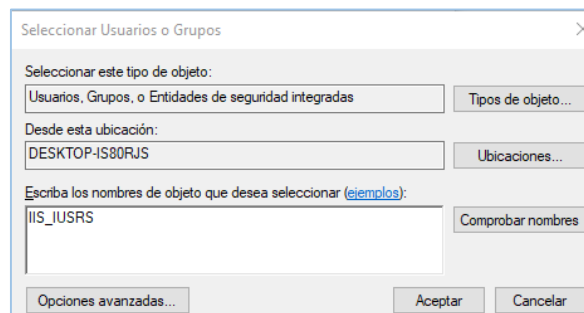 Seleccionar Usuarios o Grupos
Seleccionar este tipo de objeto:
Usuarios, Grupos, o Entidades de seguridad integradas
Tipos de objeto...
Desde esta ubicación:
DESKTOP-IS80RJS
Ubicaciones...
Escriba los nombres de objeto que desea seleccionar (ejemplos):
IIS_IUSRS
Comprobar nombres
Opciones avanzadas...
Aceptar
Cancelar